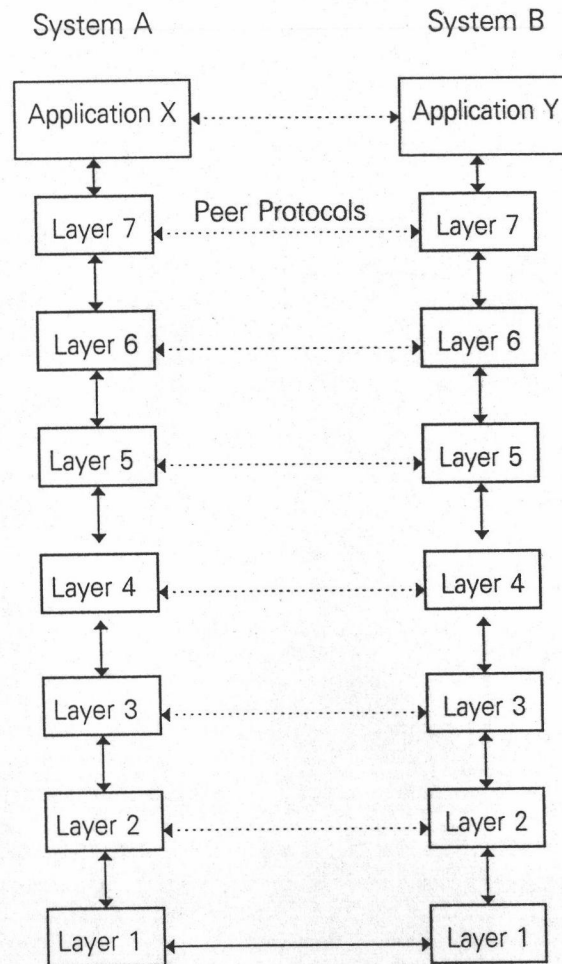 System A
System B
Application X
Application Y
Peer Protocols
Layer 7
Layer 7
Layer 6
Layer 6
Layer 5
Layer 5
Layer 4
Layer 4
Layer 3
Layer 3
Layer 2
Layer 2
Layer 1
Layer 1